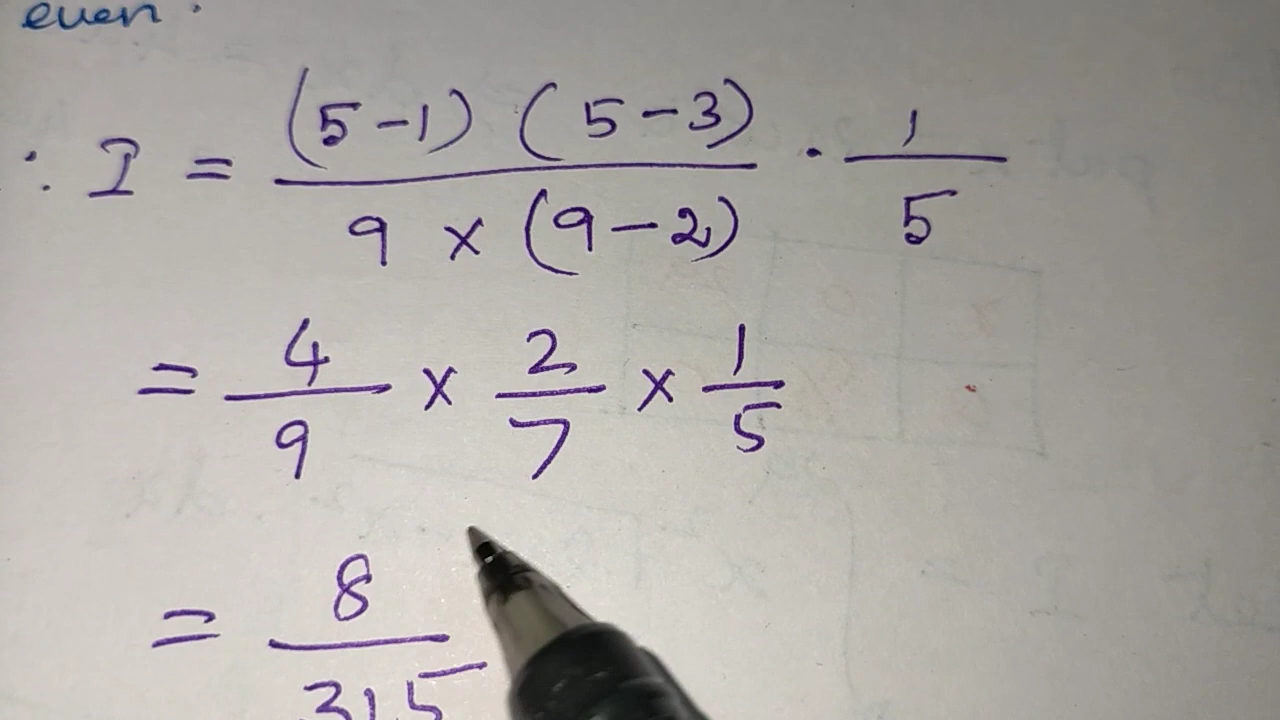 even.
∴ I = (5-1) (5-3) / 9 × (9-2) · 1/5
= 4/9 × 2/7 × 1/5
= 8/315